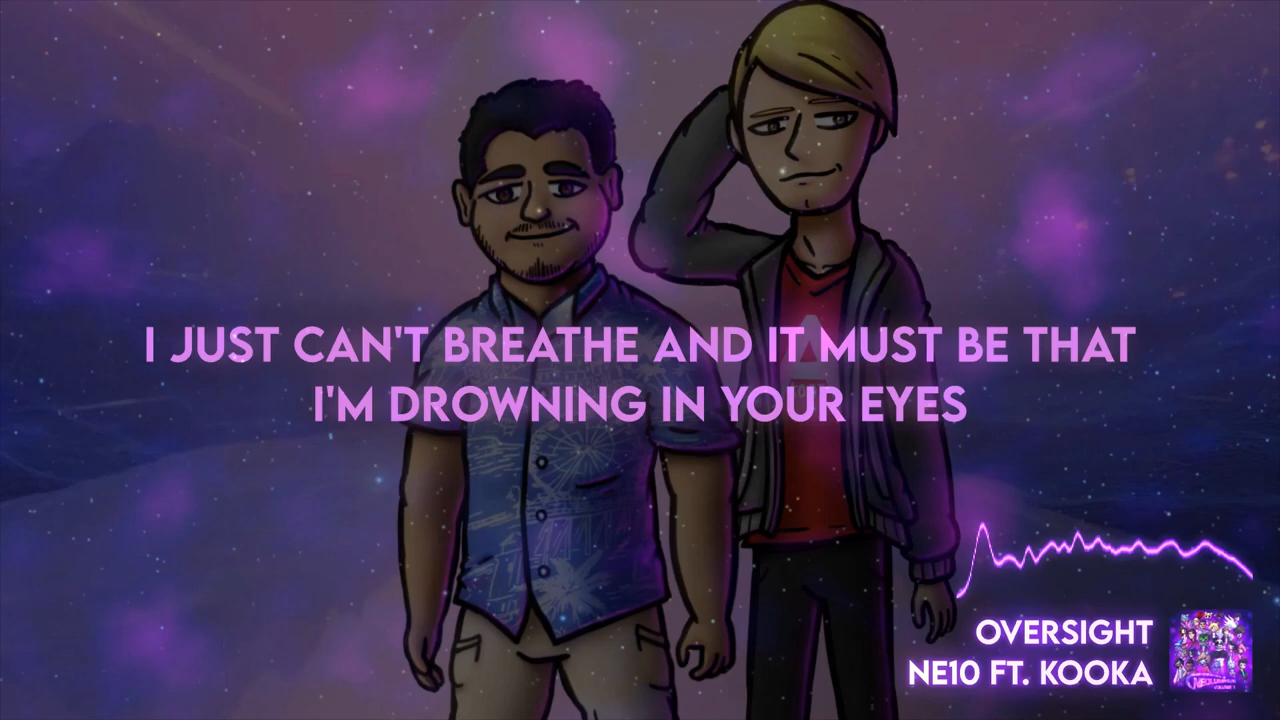 I JUST CAN'T BREATHE AND IT MUST BE THAT
I'M DROWNING IN YOUR EYES
OVERSIGHT
NE10 FT. KOOKA